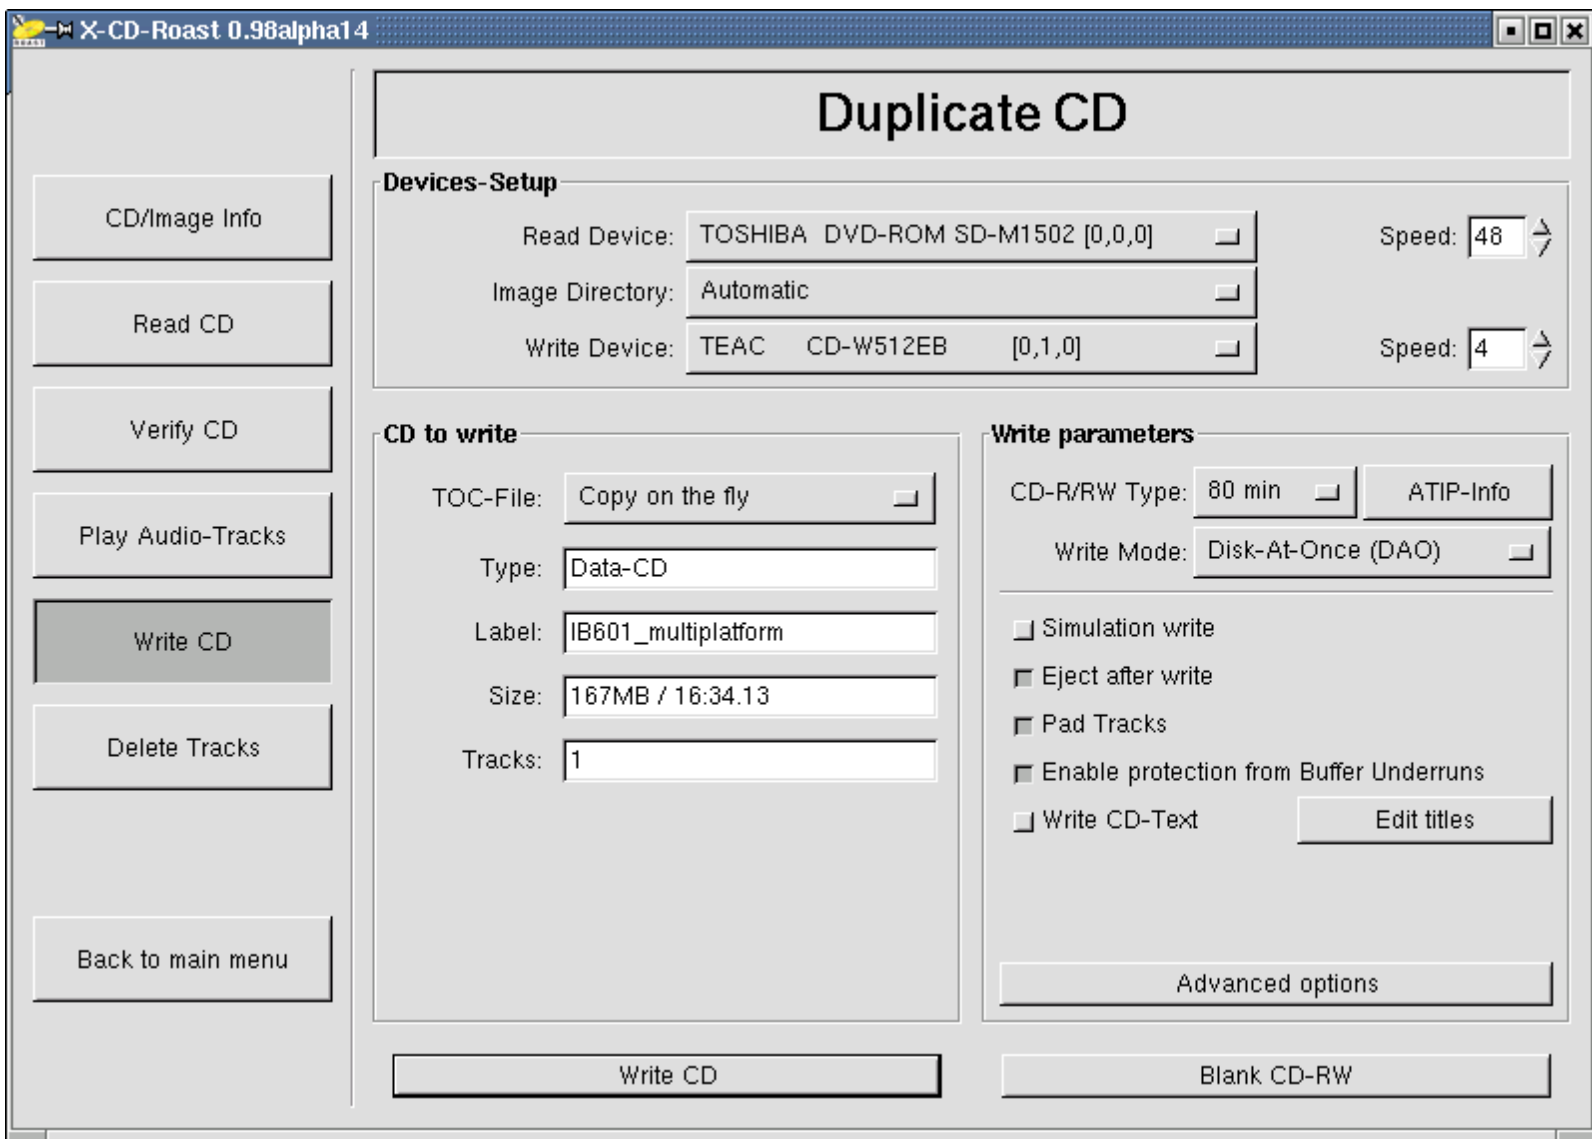 X-CD-Roast 0.98alpha14
Duplicate CD
CD/Image Info
Read CD
Verify CD
Play Audio-Tracks
Write CD
Delete Tracks
Back to main menu
Devices-Setup
Read Device: TOSHIBA DVD-ROM SD-M1502 [0,0,0] Speed: 48
Image Directory: Automatic
Write Device: TEAC CD-W512EB [0,1,0] Speed: 4
CD to write
TOC-File: Copy on the fly
Type: Data-CD
Label: IB601_multiplatform
Size: 167MB / 16:34.13
Tracks: 1
Write parameters
CD-R/RW Type: 80 min ATIP-Info
Write Mode: Disk-At-Once (DAO)
Simulation write
Eject after write
Pad Tracks
Enable protection from Buffer Underruns
Write CD-Text Edit titles
Advanced options
Write CD
Blank CD-RW